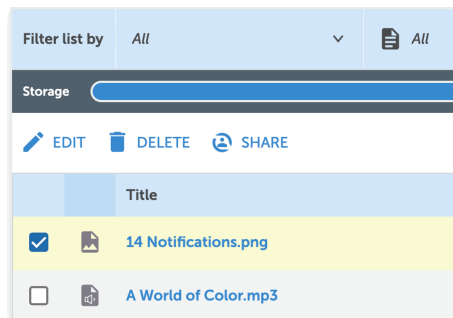 Filter list by All All
Storage
EDIT DELETE SHARE
Title
14 Notifications.png
A World of Color.mp3